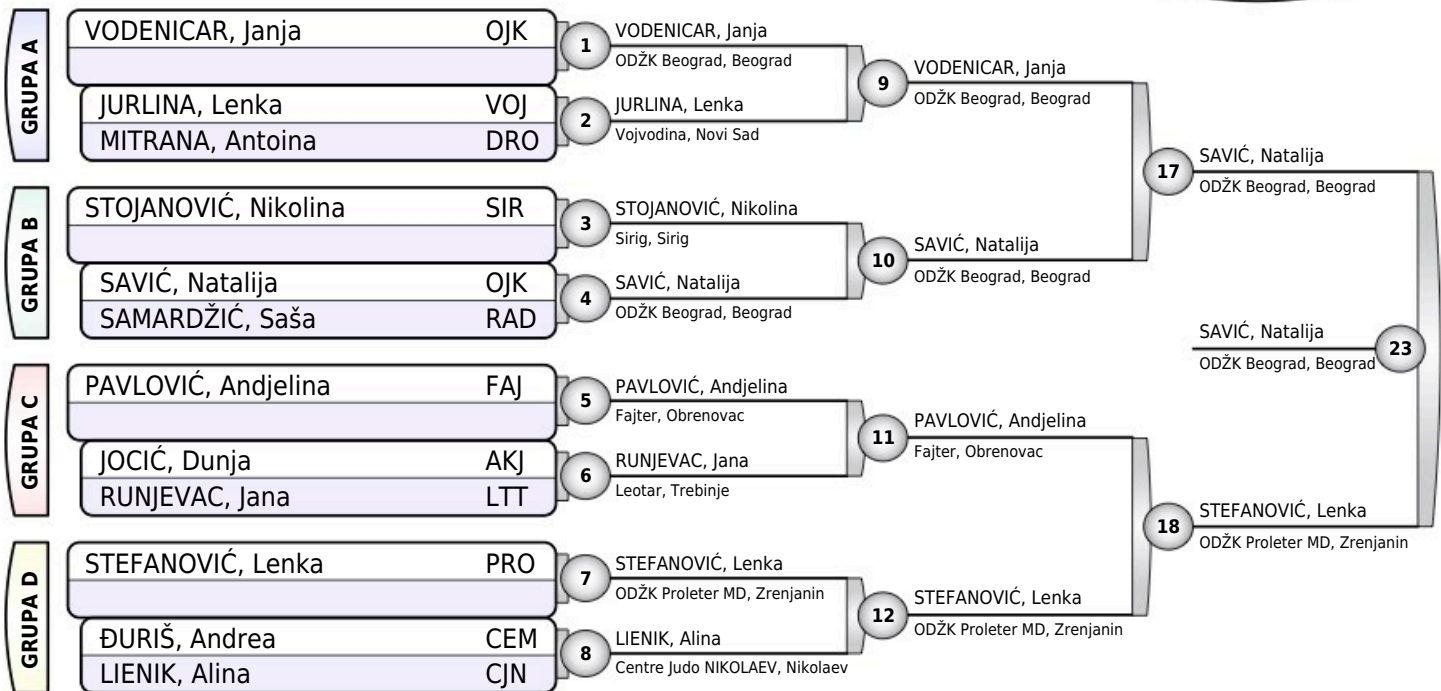 GRUPA A
VODENICAR, Janja OJK
JURLINA, Lenka VOJ
MITRANA, Antoina DRO
GRUPA B
STOJANOVIĆ, Nikolina SIR
SAVIĆ, Natalija OJK
SAMARDŽIĆ, Saša RAD
GRUPA C
PAVLOVIĆ, Andjelina FAJ
JOCIĆ, Dunja AKJ
RUNJEVAC, Jana LTT
GRUPA D
STEFANOVIĆ, Lenka PRO
ĐURIŠ, Andrea CEM
LIENIK, Alina CJN
1
VODENICAR, Janja
ODŽK Beograd, Beograd
2
JURLINA, Lenka
Vojvodina, Novi Sad
3
STOJANOVIĆ, Nikolina
Sirig, Sirig
4
SAVIĆ, Natalija
ODŽK Beograd, Beograd
5
PAVLOVIĆ, Andjelina
Fajter, Obrenovac
6
RUNJEVAC, Jana
Leotar, Trebinje
7
STEFANOVIĆ, Lenka
ODŽK Proleter MD, Zrenjanin
8
LIENIK, Alina
Centre Judo NIKOLAEV, Nikolaev
9
VODENICAR, Janja
ODŽK Beograd, Beograd
10
SAVIĆ, Natalija
ODŽK Beograd, Beograd
11
PAVLOVIĆ, Andjelina
Fajter, Obrenovac
12
STEFANOVIĆ, Lenka
ODŽK Proleter MD, Zrenjanin
17
SAVIĆ, Natalija
ODŽK Beograd, Beograd
18
STEFANOVIĆ, Lenka
ODŽK Proleter MD, Zrenjanin
SAVIĆ, Natalija
ODŽK Beograd, Beograd
23